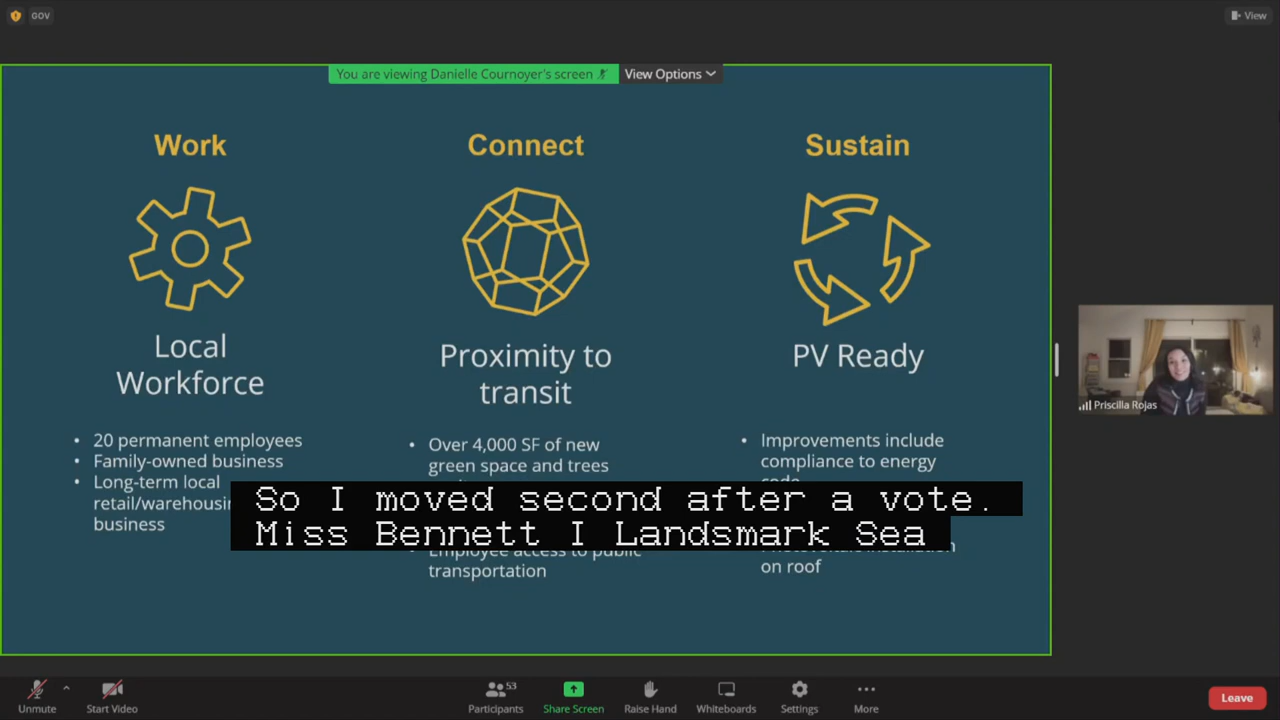 GOV
View
You are viewing Danielle Cournoyer's screen
View Options
Work
Connect
Sustain
Local
Workforce
Proximity to
transit
PV Ready
• 20 permanent employees
• Family-owned business
• Long-term local
retail/warehousin
business
• Over 4,000 SF of new
green space and trees
Employee access to public
transportation
• Improvements include
compliance to energy
code
on roof
So I moved second after a vote.
Miss Bennett I Landsmark Sea
Priscilla Rojas
Unmute
Start Video
Participants
53
Share Screen
Raise Hand
Whiteboards
Settings
More
Leave